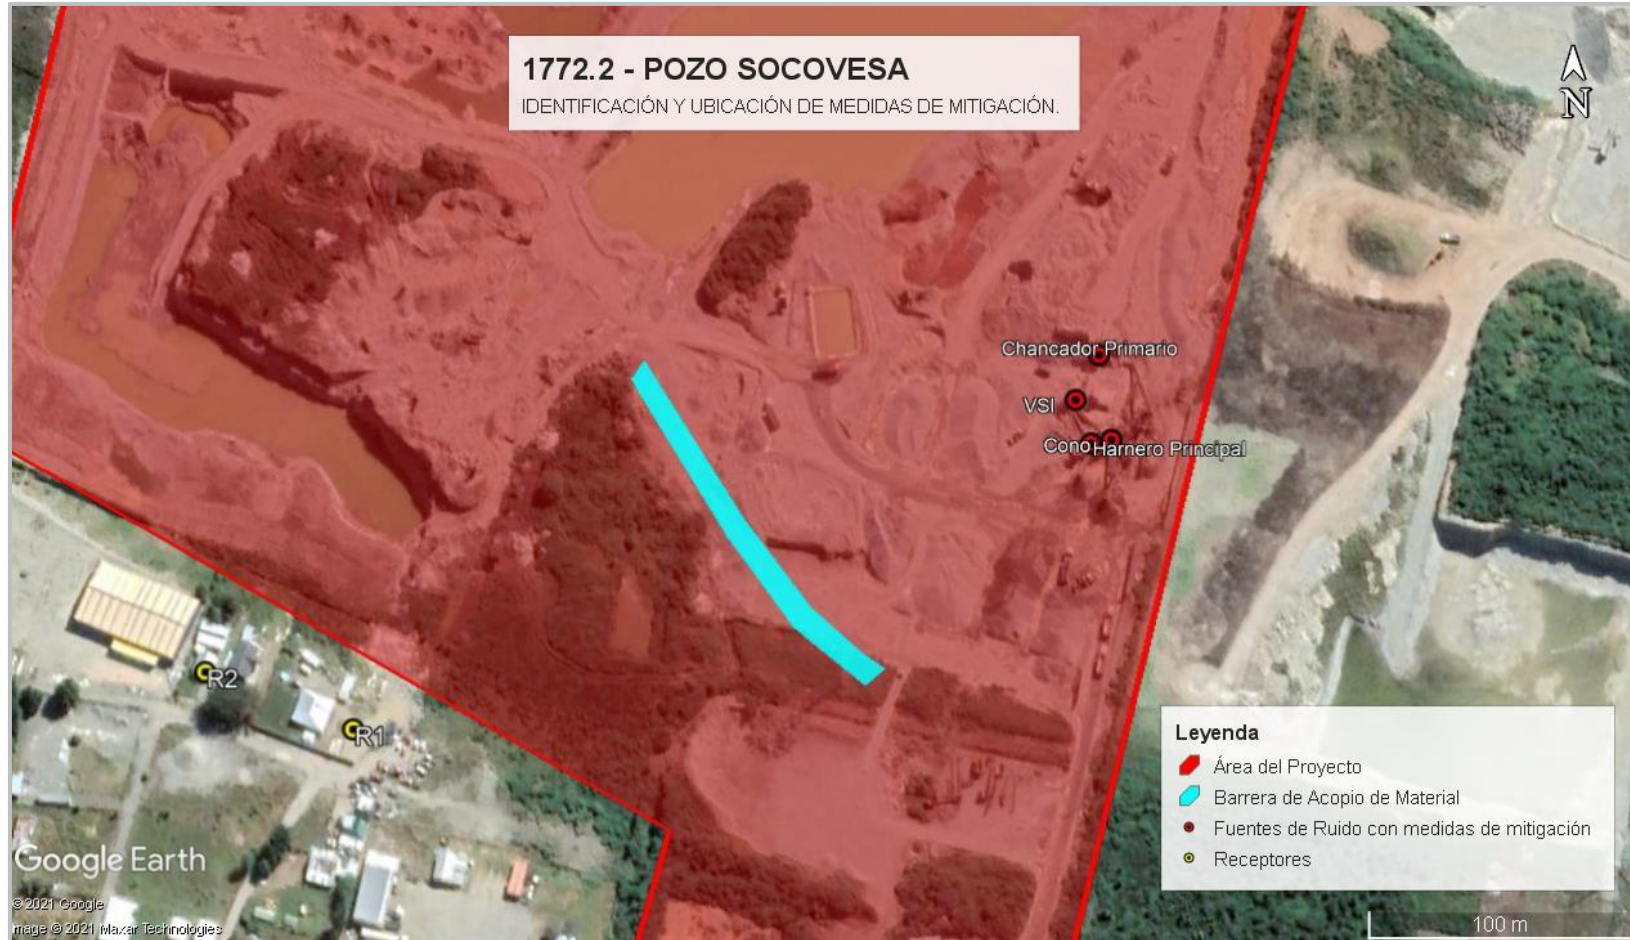 1772.2 - POZO SOCOVESA
IDENTIFICACIÓN Y UBICACIÓN DE MEDIDAS DE MITIGACIÓN.
N
Chancador Primario
VSI
Cono
Harnero Principal
R2
R1
Leyenda
Área del Proyecto
Barrera de Acopio de Material
Fuentes de Ruido con medidas de mitigación
Receptores
Google Earth
© 2021 Google
mage © 2021 Maxar Technologies
100 m